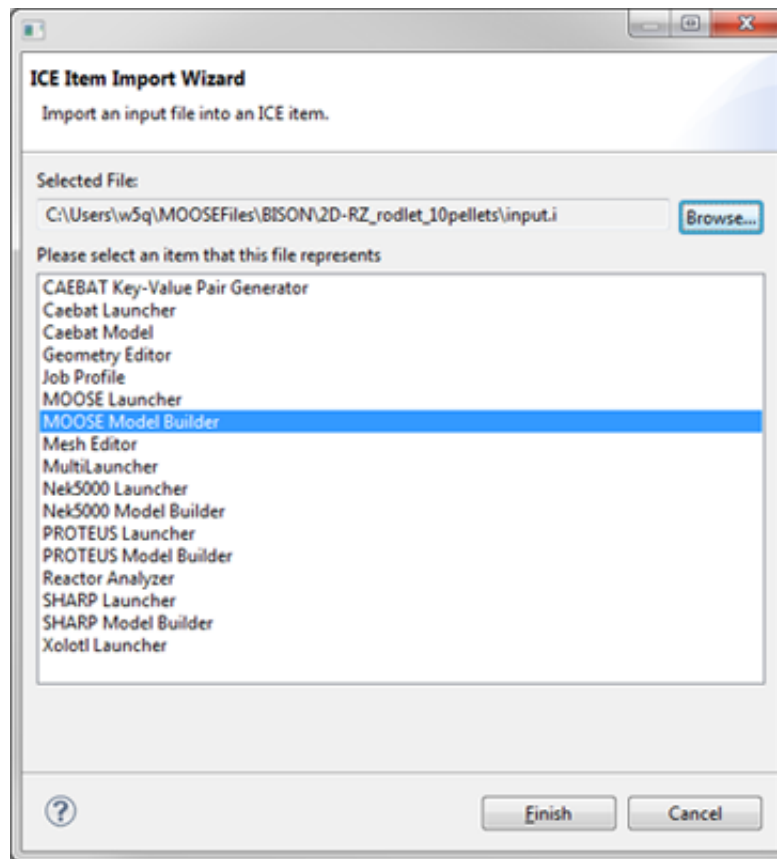 ICE Item Import Wizard
Import an input file into an ICE item.
Selected File:
C:\Users\w5q\MOOSEFiles\BISON\2D-RZ_rodlet_10pellets\input.i
Browse...
Please select an item that this file represents
CAEBAT Key-Value Pair Generator
Caebat Launcher
Caebat Model
Geometry Editor
Job Profile
MOOSE Launcher
MOOSE Model Builder
Mesh Editor
MultiLauncher
Nek5000 Launcher
Nek5000 Model Builder
PROTEUS Launcher
PROTEUS Model Builder
Reactor Analyzer
SHARP Launcher
SHARP Model Builder
Xolotl Launcher
?
Finish
Cancel